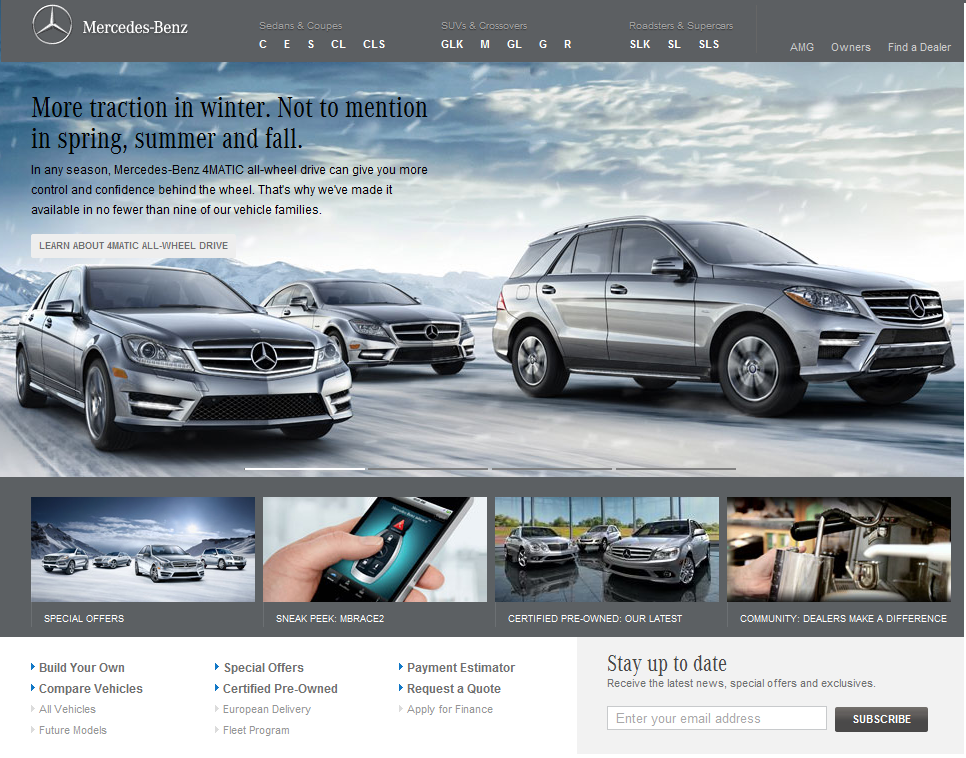 Mercedes-Benz
Sedans & Coupes
C E S CL CLS
SUVs & Crossovers
GLK M GL G R
Roadsters & Supercars
SLK SL SLS
AMG Owners Find a Dealer
More traction in winter. Not to mention
in spring, summer and fall.
In any season, Mercedes-Benz 4MATIC all-wheel drive can give you more
control and confidence behind the wheel. That's why we've made it
available in no fewer than nine of our vehicle families.
LEARN ABOUT 4MATIC ALL-WHEEL DRIVE
SPECIAL OFFERS
SNEAK PEEK: MBRACE2
CERTIFIED PRE-OWNED: OUR LATEST
COMMUNITY: DEALERS MAKE A DIFFERENCE
Build Your Own
Compare Vehicles
All Vehicles
Future Models
Special Offers
Certified Pre-Owned
European Delivery
Fleet Program
Payment Estimator
Request a Quote
Apply for Finance
Stay up to date
Receive the latest news, special offers and exclusives.
Enter your email address
SUBSCRIBE